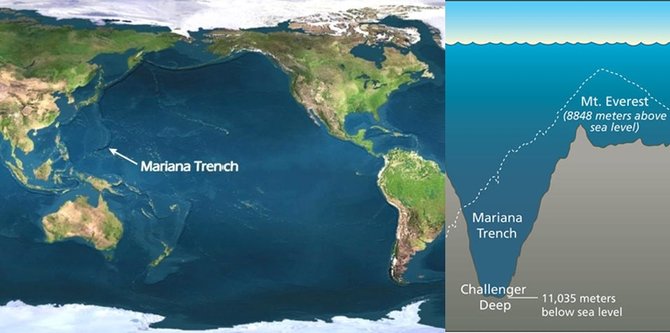 Mariana Trench
Mt. Everest
(8848 meters above
sea level)
Mariana
Trench
Challenger
Deep
11,035 meters
below sea level